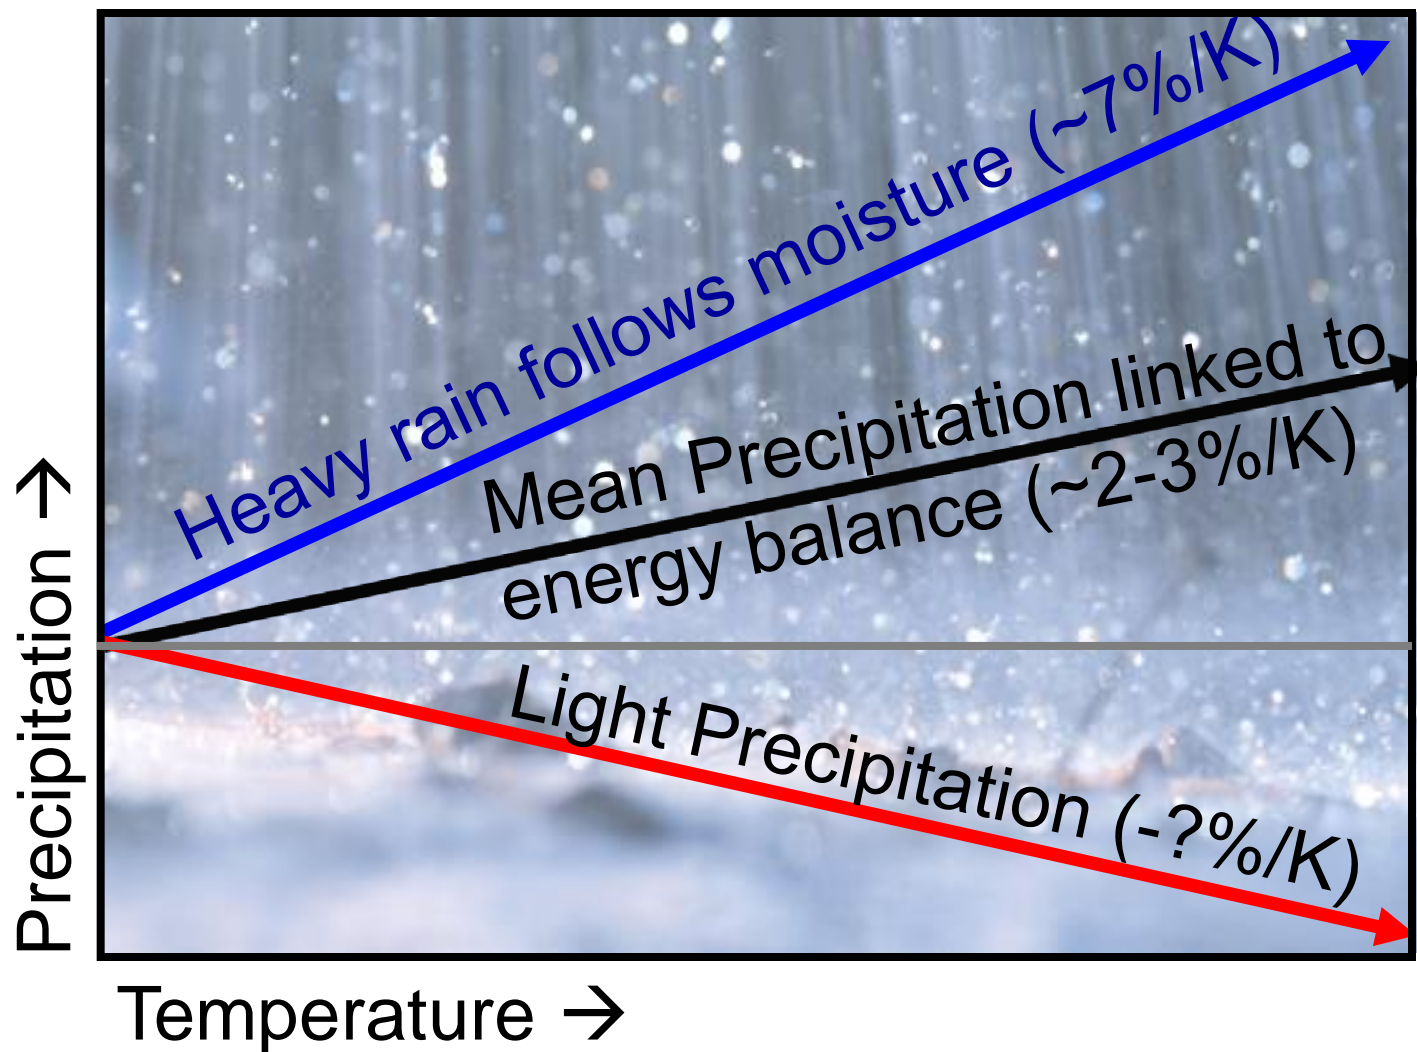 Heavy rain follows moisture (~7%/K)
Mean Precipitation linked to
energy balance (~2-3%/K)
Light Precipitation (-?%/K)
Precipitation →
Temperature →